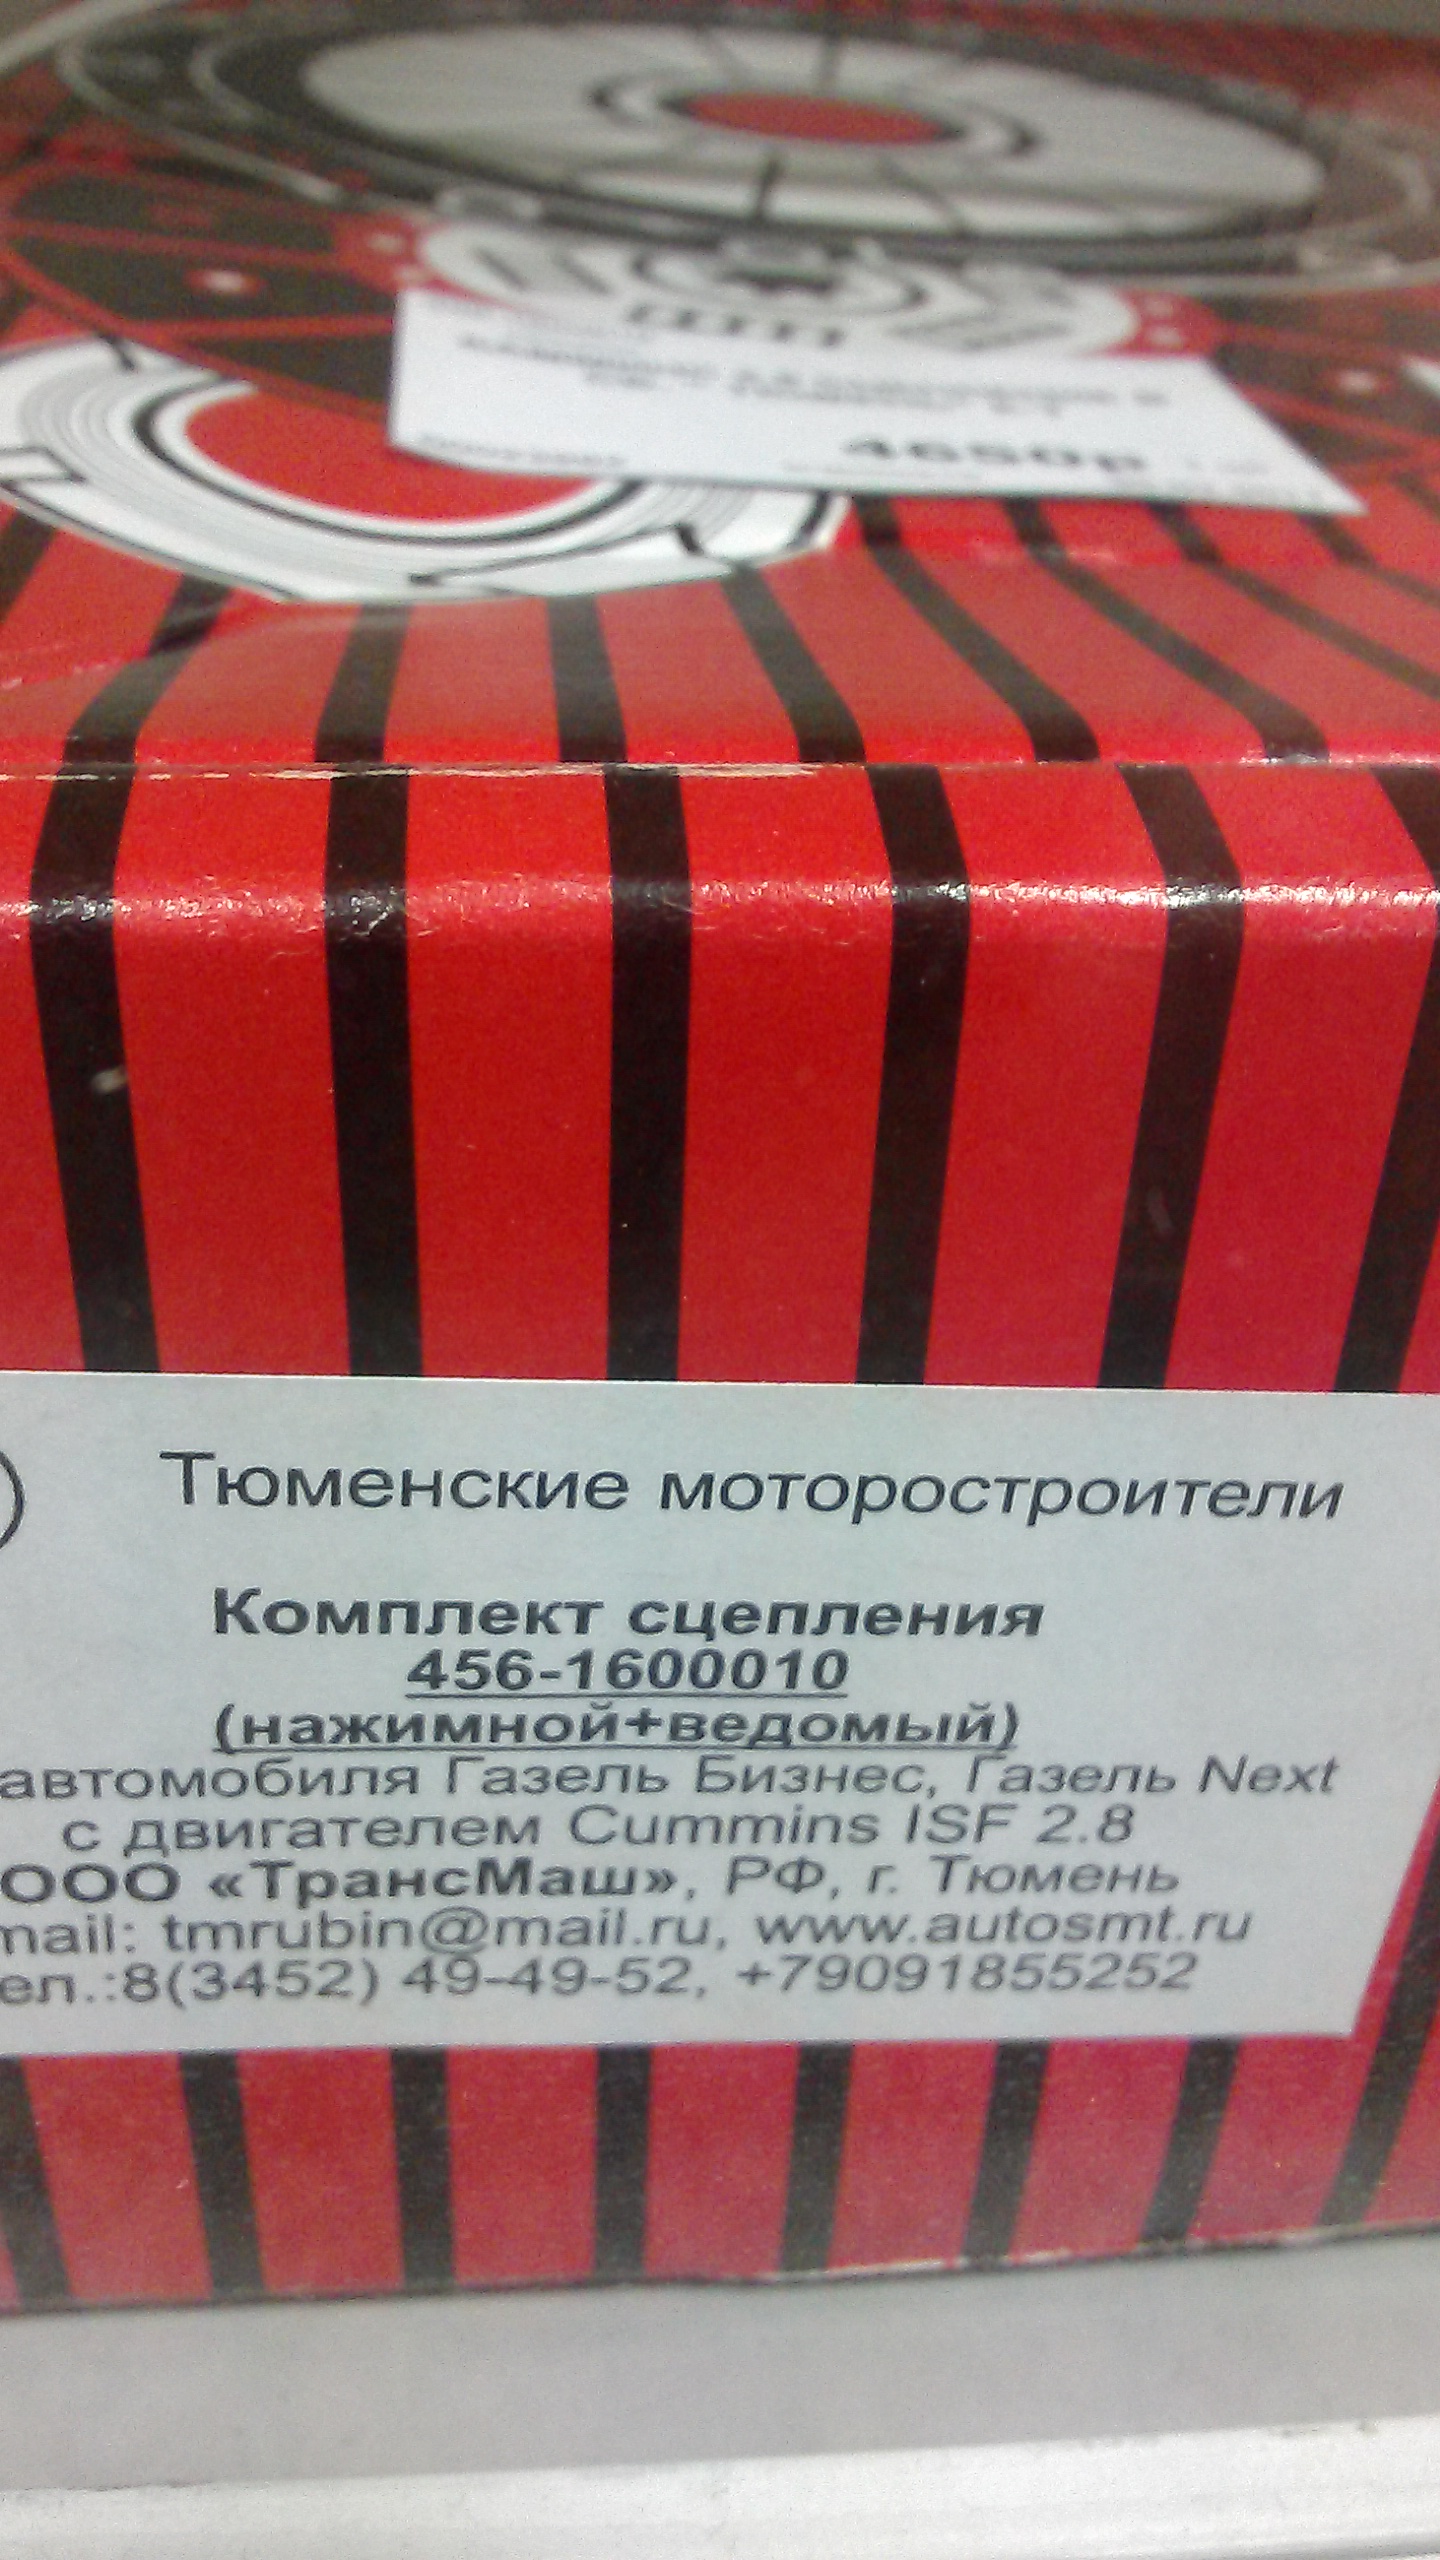 4650р
Тюменские моторостроители
Комплект сцепления
456-1600010
(нажимной+ведомый)
автомобиля Газель Бизнес, Газель Next
с двигателем Cummins ISF 2.8
ООО «ТрансМаш», РФ, г. Тюмень
mail: tmrubin@mail.ru, www.autosmt.ru
ел.:8(3452) 49-49-52, +79091855252